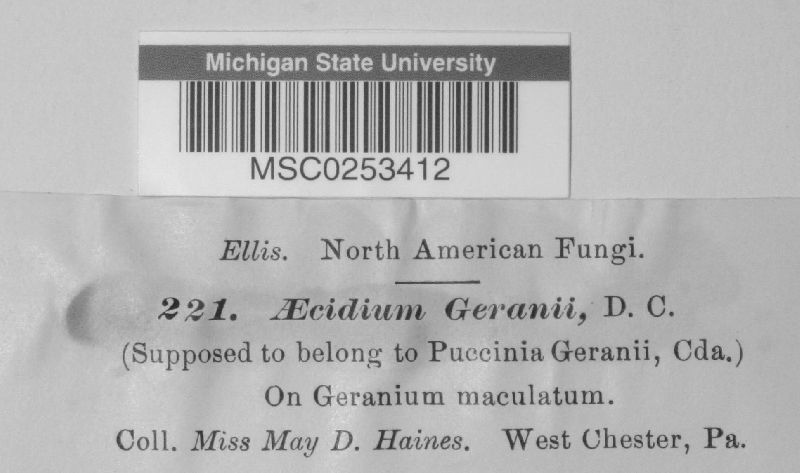 Michigan State University
MSC0253412
Ellis. North American Fungi.
221. Æcidium Geranii, D. C.
(Supposed to belong to Puccinia Geranii, Cda.)
On Geranium maculatum.
Coll. Miss May D. Haines. West Chester, Pa.